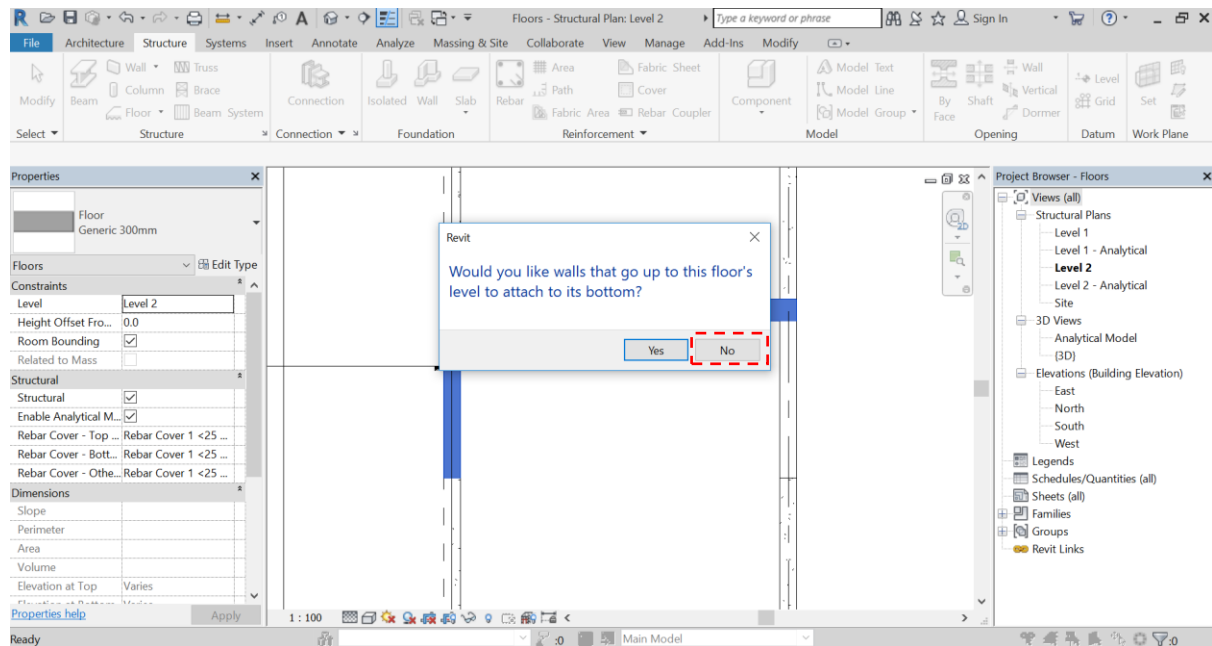 Floors - Structural Plan: Level 2
Type a keyword or phrase
Sign In
File Architecture Structure Systems Insert Annotate Analyze Massing & Site Collaborate View Manage Add-Ins Modify
Modify
Beam
Wall
Column
Floor
Truss
Brace
Beam System
Connection
Isolated
Wall
Slab
Rebar
Area
Path
Fabric Area
Fabric Sheet
Cover
Rebar Coupler
Component
Model Text
Model Line
Model Group
By Face
Shaft
Wall
Vertical
Dormer
Level
Grid
Set
Select
Structure
Connection
Foundation
Reinforcement
Model
Opening
Datum
Work Plane
Properties
Floor
Generic 300mm
Floors
Edit Type
Constraints
Level Level 2
Height Offset Fro... 0.0
Room Bounding
Related to Mass
Structural
Structural
Enable Analytical M...
Rebar Cover - Top ... Rebar Cover 1 <25 ...
Rebar Cover - Bott... Rebar Cover 1 <25 ...
Rebar Cover - Othe... Rebar Cover 1 <25 ...
Dimensions
Slope
Perimeter
Area
Volume
Elevation at Top Varies
Properties help
Apply
Revit
Would you like walls that go up to this floor's
level to attach to its bottom?
Yes
No
2D
Project Browser - Floors
Views (all)
Structural Plans
Level 1
Level 1 - Analytical
Level 2
Level 2 - Analytical
Site
3D Views
Analytical Model
{3D}
Elevations (Building Elevation)
East
North
South
West
Legends
Schedules/Quantities (all)
Sheets (all)
Families
Groups
Revit Links
1 : 100
Ready
:0
Main Model
:0